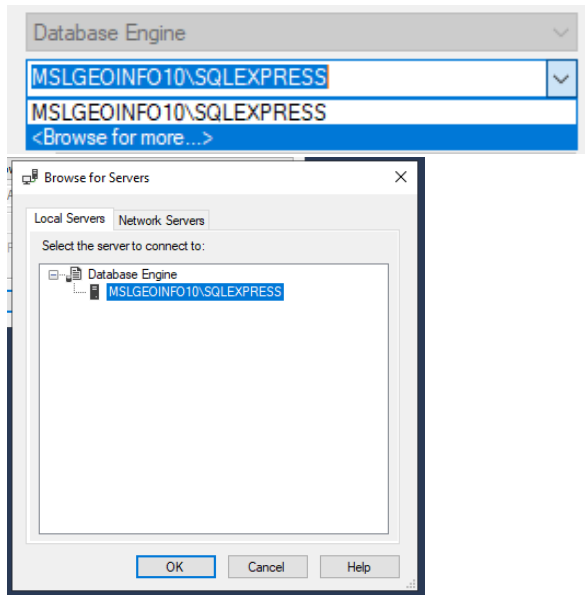 Database Engine
MSLGEOINFO10\SQLEXPRESS
MSLGEOINFO10\SQLEXPRESS
<Browse for more...>
Browse for Servers
Local Servers Network Servers
Select the server to connect to:
Database Engine
MSLGEOINFO10\SQLEXPRESS
OK Cancel Help